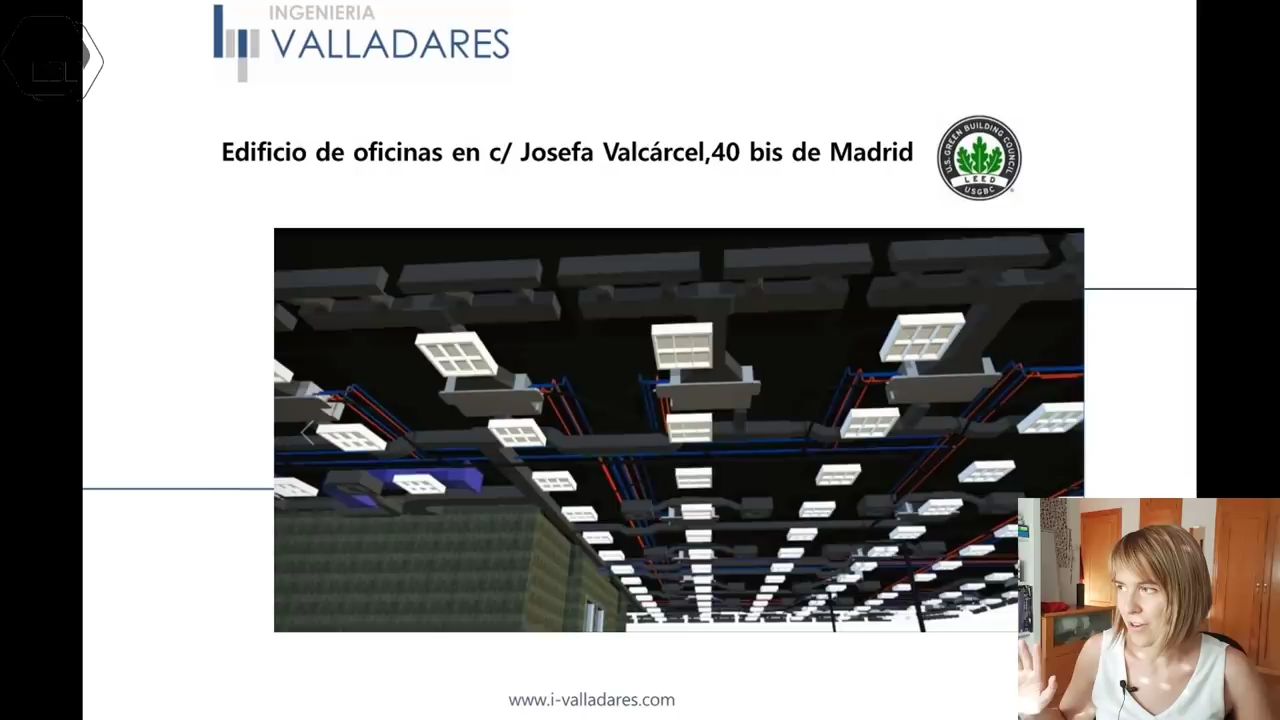 INGENIERIA
VALLADARES
Edificio de oficinas en c/ Josefa Valcárcel,40 bis de Madrid
U.S. GREEN BUILDING COUNCIL
LEED
USGBC
www.i-valladares.com